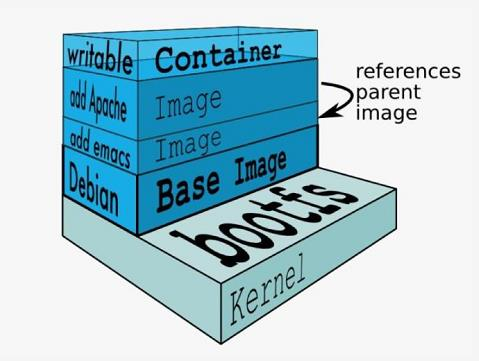 writable Container
add Apache Image
add emacs Image
Debian Base Image
bootfs
Kernel
references
parent
image